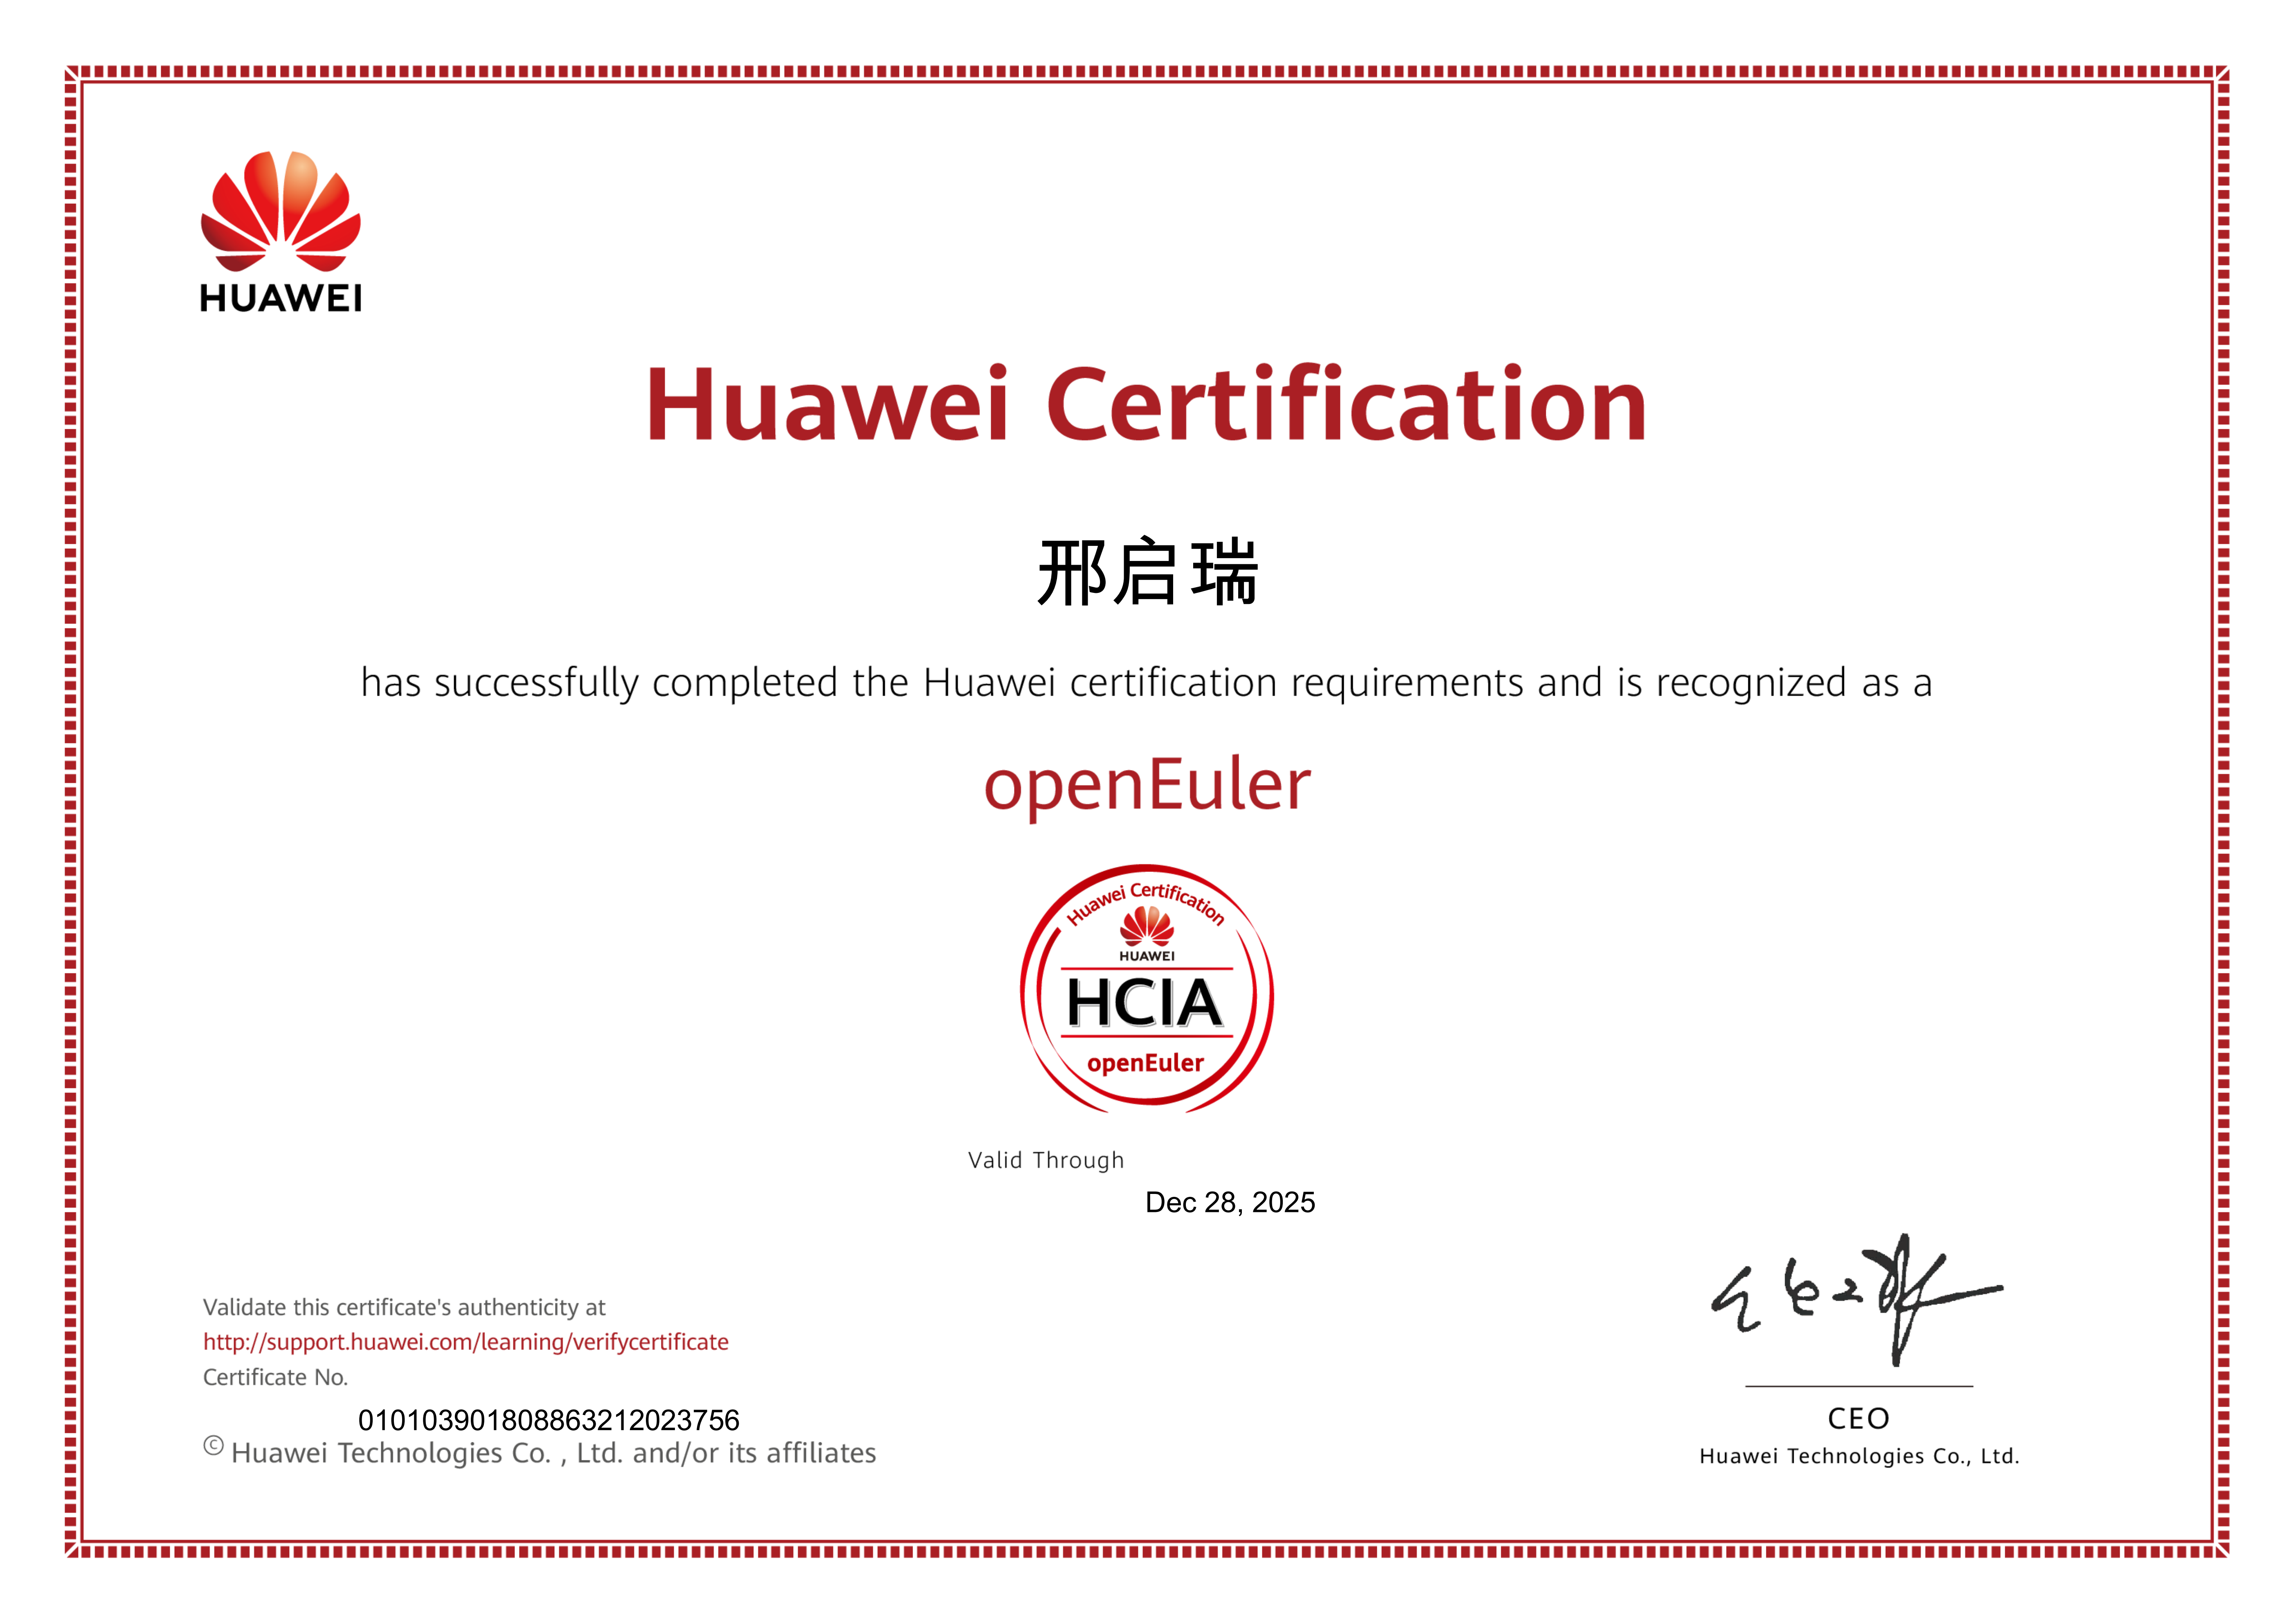 HUAWEI
Huawei Certification
邢启瑞
has successfully completed the Huawei certification requirements and is recognized as a
openEuler
Huawei Certification
HUAWEI
HCIA
openEuler
Valid Through
Dec 28, 2025
Validate this certificate's authenticity at
http://support.huawei.com/learning/verifycertificate
Certificate No.
010103901808863212023756
© Huawei Technologies Co. , Ltd. and/or its affiliates
CEO
Huawei Technologies Co., Ltd.